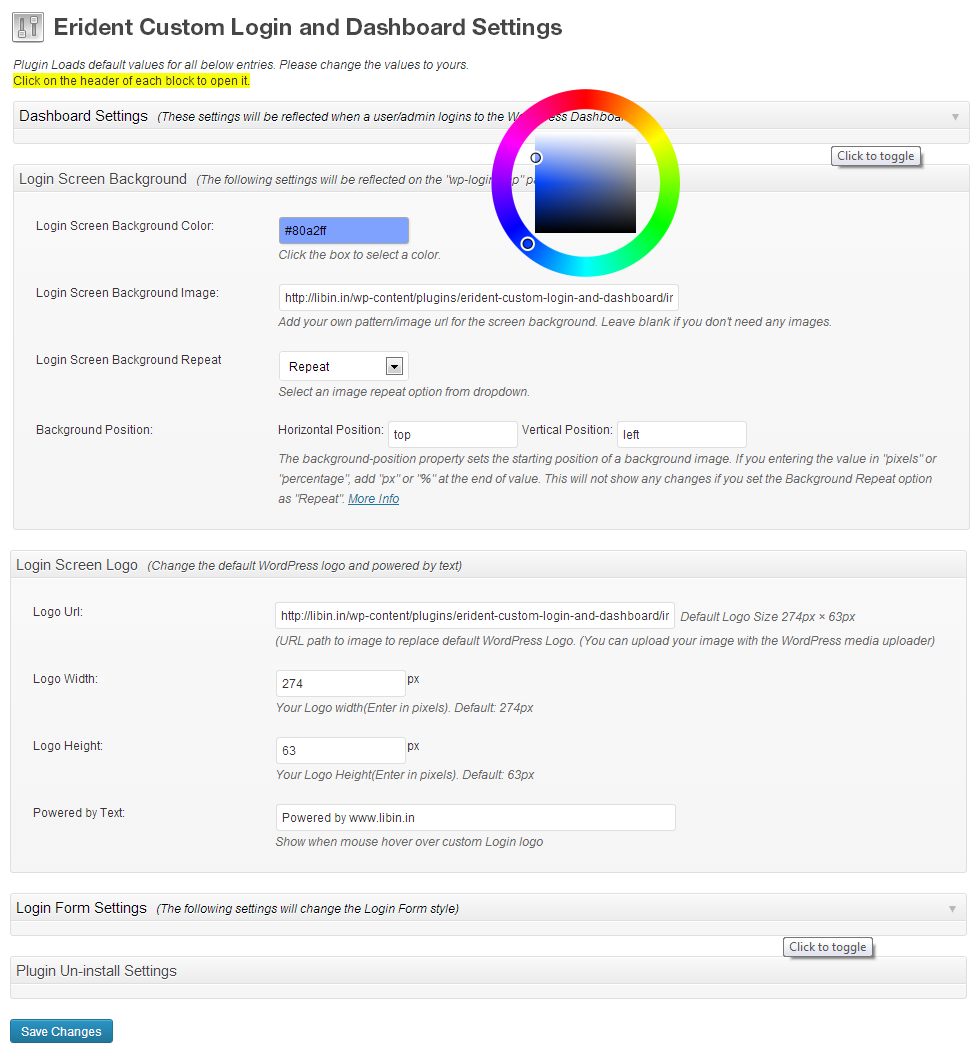 Erident Custom Login and Dashboard Settings
Plugin Loads default values for all below entries. Please change the values to yours.
Click on the header of each block to open it.
Dashboard Settings (These settings will be reflected when a user/admin logins to the
Click to toggle
Login Screen Background (The following settings will be reflected on the "wp-login
Login Screen Background Color:
#80a2ff
Click the box to select a color.
Login Screen Background Image:
http://libin.in/wp-content/plugins/erident-custom-login-and-dashboard/ir
Add your own pattern/image url for the screen background. Leave blank if you don't need any images.
Login Screen Background Repeat
Repeat
Select an image repeat option from dropdown.
Background Position:
Horizontal Position: top Vertical Position: left
The background-position property sets the starting position of a background image. If you entering the value in "pixels" or
"percentage", add "px" or "%" at the end of value. This will not show any changes if you set the Background Repeat option
as "Repeat". More Info
Login Screen Logo (Change the default WordPress logo and powered by text)
Logo Url:
http://libin.in/wp-content/plugins/erident-custom-login-and-dashboard/ir Default Logo Size 274px × 63px
(URL path to image to replace default WordPress Logo. (You can upload your image with the WordPress media uploader)
Logo Width:
274 px
Your Logo width(Enter in pixels). Default: 274px
Logo Height:
63 px
Your Logo Height(Enter in pixels). Default: 63px
Powered by Text:
Powered by www.libin.in
Show when mouse hover over custom Login logo
Login Form Settings (The following settings will change the Login Form style)
Click to toggle
Plugin Un-install Settings
Save Changes